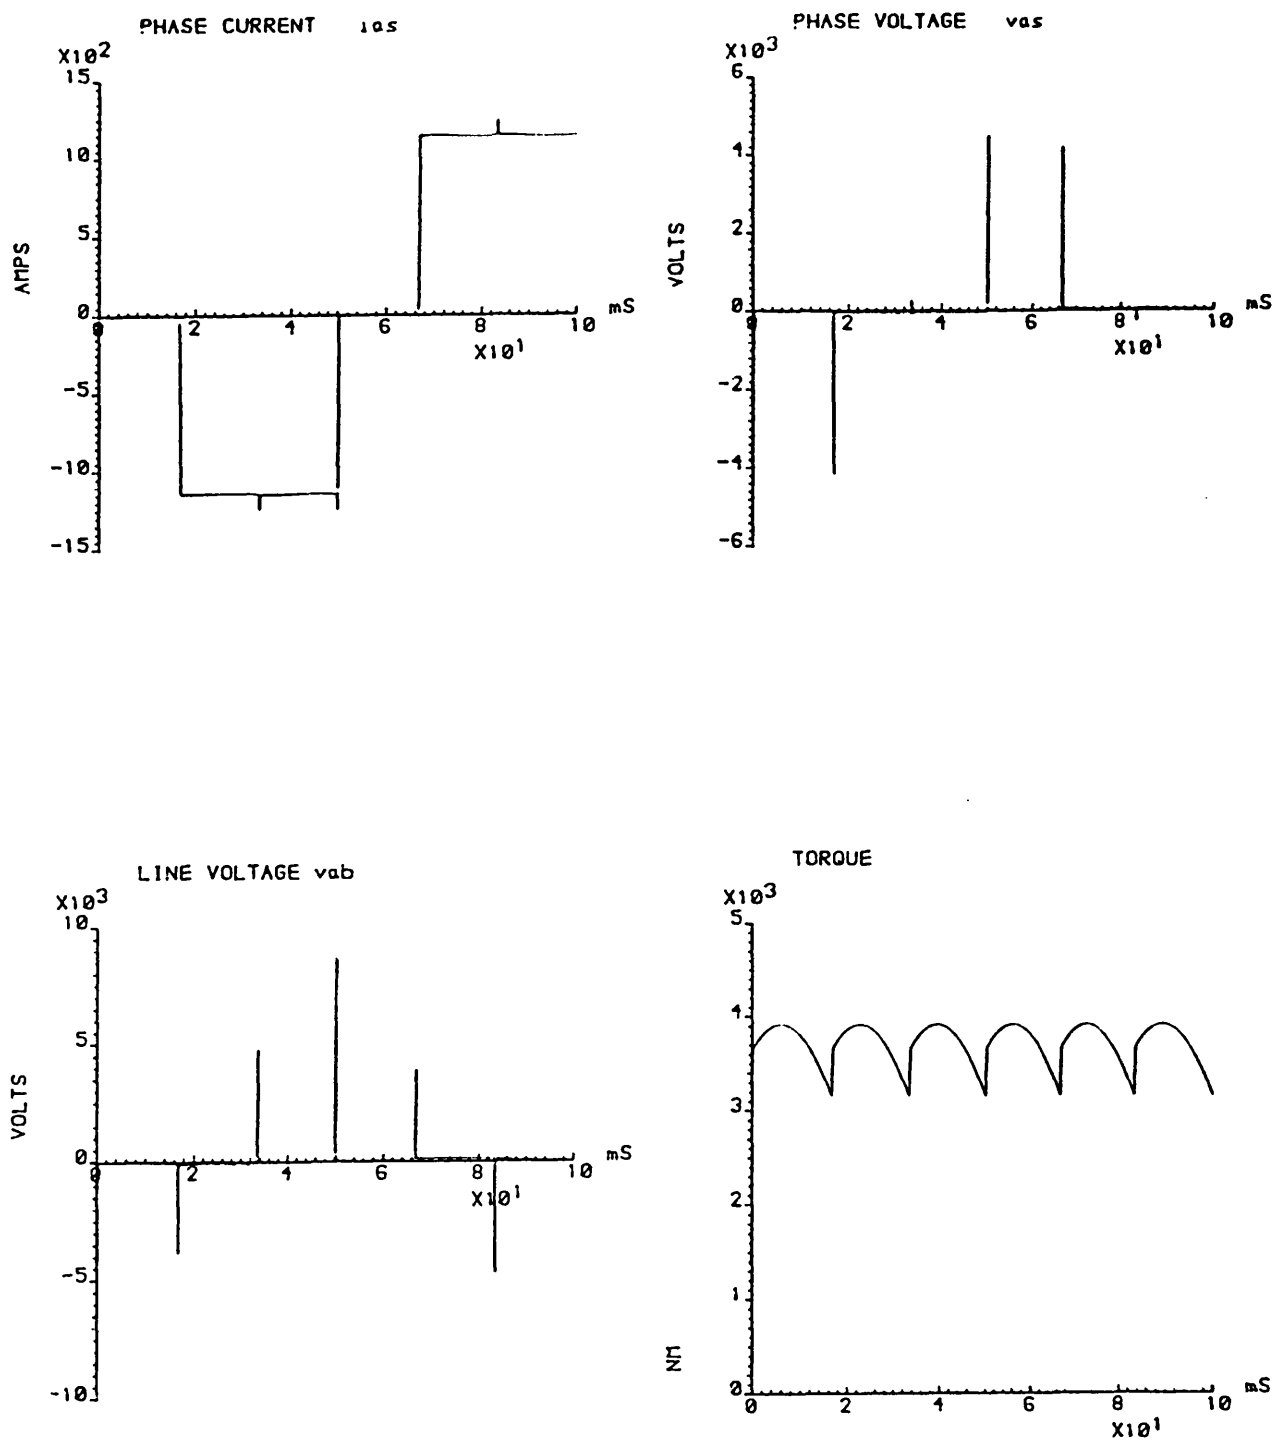 PHASE CURRENT ias
X10²
15
10
5
0
-5
-10
-15
AMPS
0 2 4 6 8 10 mS
X10¹
PHASE VOLTAGE vas
X10³
6
4
2
0
-2
-4
-6
VOLTS
0 2 4 6 8 10 mS
X10¹
LINE VOLTAGE vab
X10³
10
5
0
-5
-10
VOLTS
0 2 4 6 8 10 mS
X10¹
TORQUE
X10³
5
4
3
2
1
0
NM
0 2 4 6 8 10 mS
X10¹